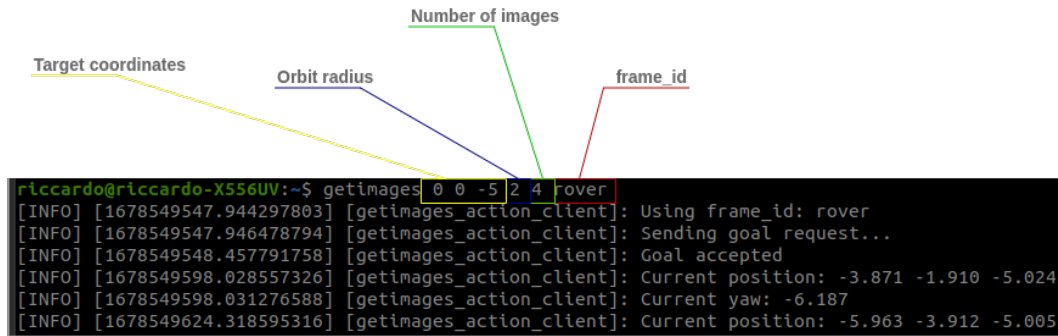 Number of images
Target coordinates
Orbit radius
frame_id
riccardo@riccardo-X556UV:~$ getimages 0 0 -5 2 4 rover
[INFO] [1678549547.944297803] [getimages_action_client]: Using frame_id: rover
[INFO] [1678549547.946478794] [getimages_action_client]: Sending goal request...
[INFO] [1678549548.457791758] [getimages_action_client]: Goal accepted
[INFO] [1678549598.028557326] [getimages_action_client]: Current position: -3.871 -1.910 -5.024
[INFO] [1678549598.031276588] [getimages_action_client]: Current yaw: -6.187
[INFO] [1678549624.318595316] [getimages_action_client]: Current position: -5.963 -3.912 -5.005